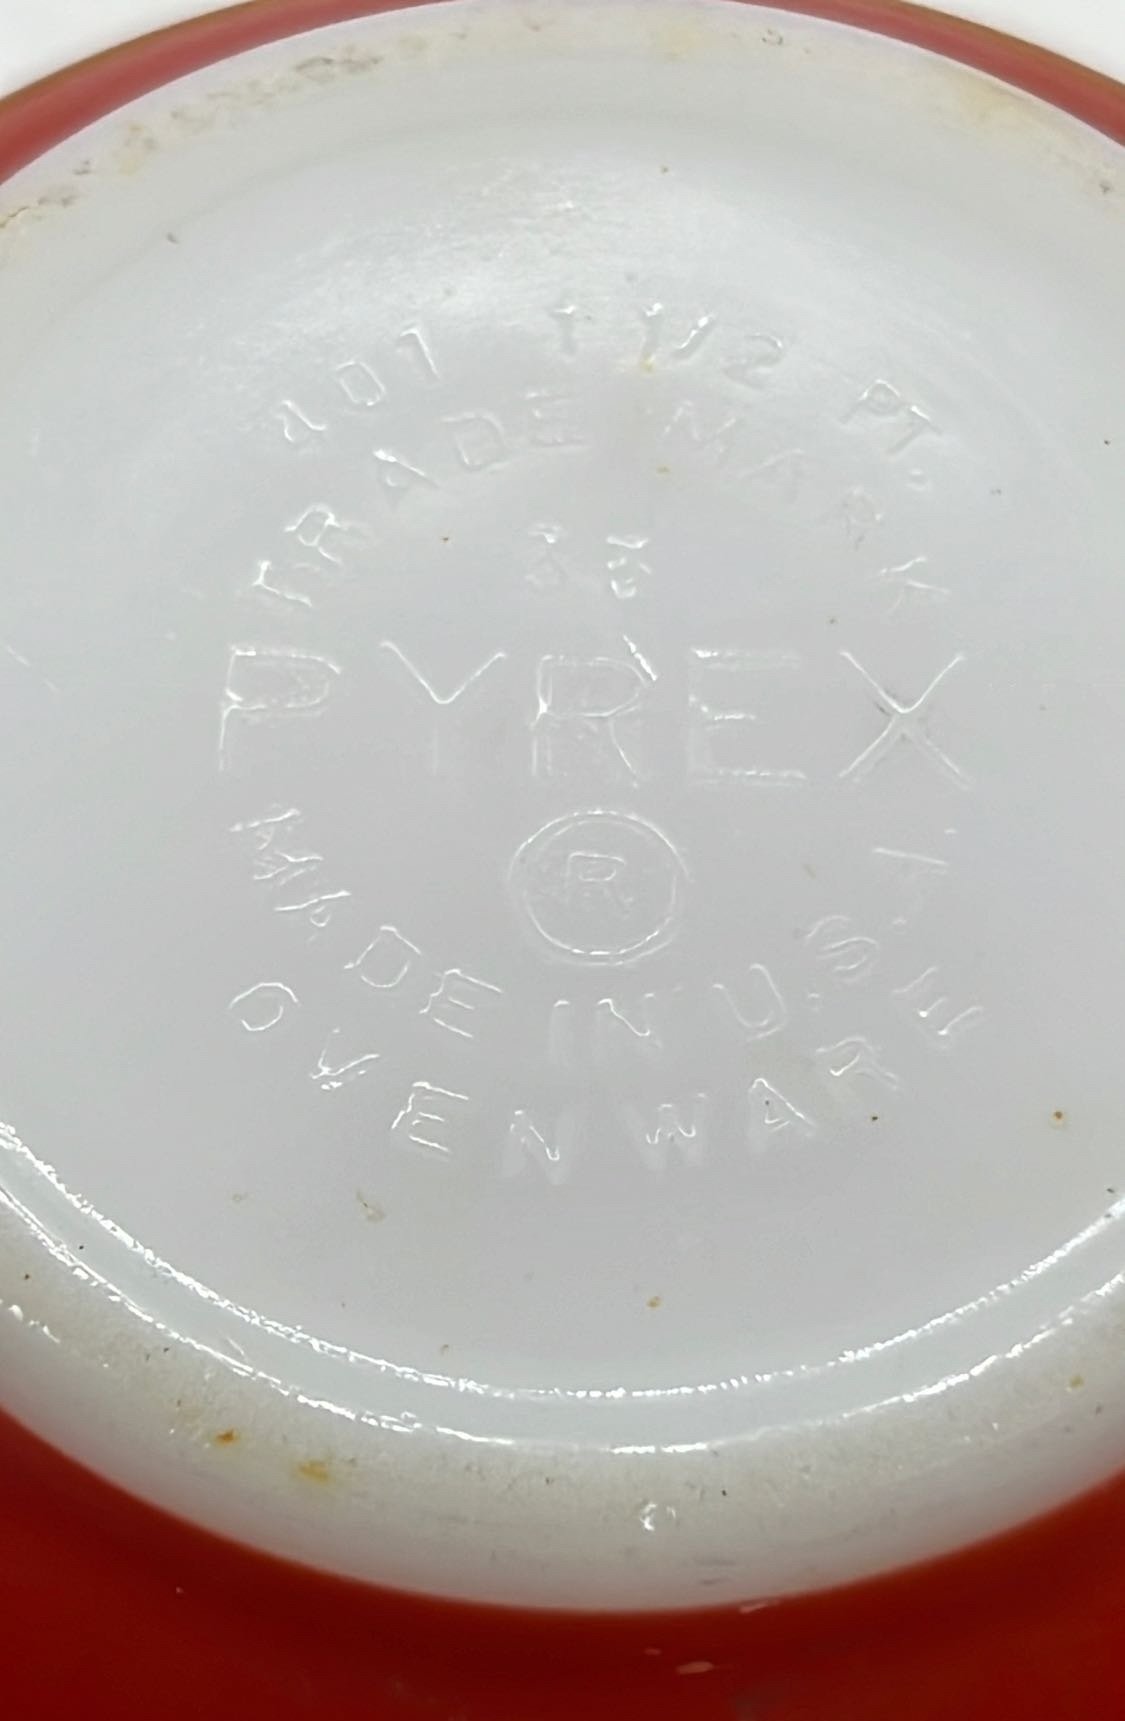 401 1 1/2 PT.
TRADE MARK
PYREX
®
MADE IN U.S.A.
OVENWARE